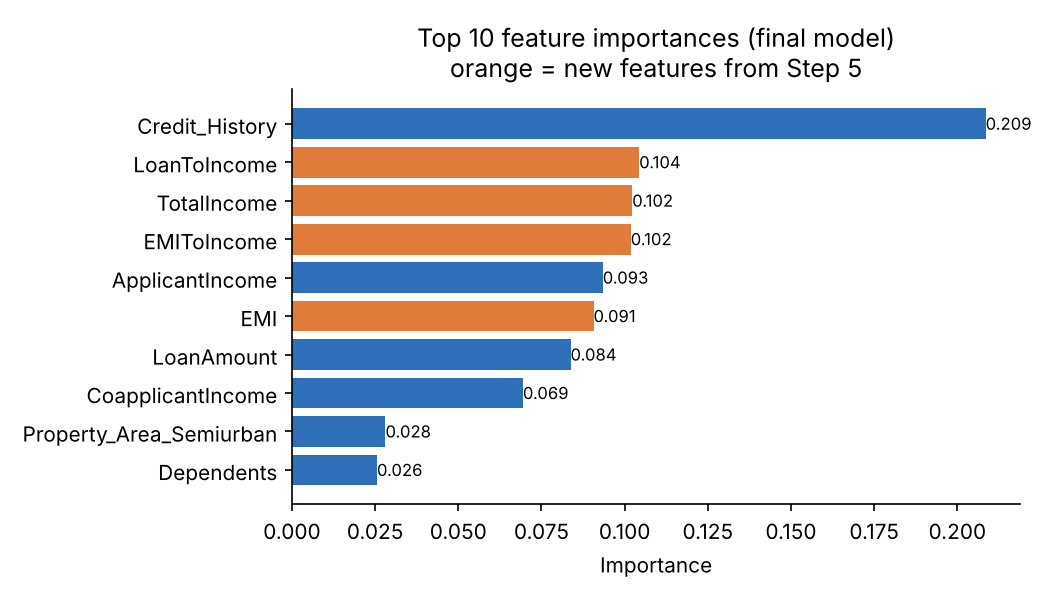 Top 10 feature importances (final model)
orange = new features from Step 5
Credit_History 0.209
LoanToIncome 0.104
TotalIncome 0.102
EMIToIncome 0.102
ApplicantIncome 0.093
EMI 0.091
LoanAmount 0.084
CoapplicantIncome 0.069
Property_Area_Semiurban 0.028
Dependents 0.026
0.000 0.025 0.050 0.075 0.100 0.125 0.150 0.175 0.200
Importance